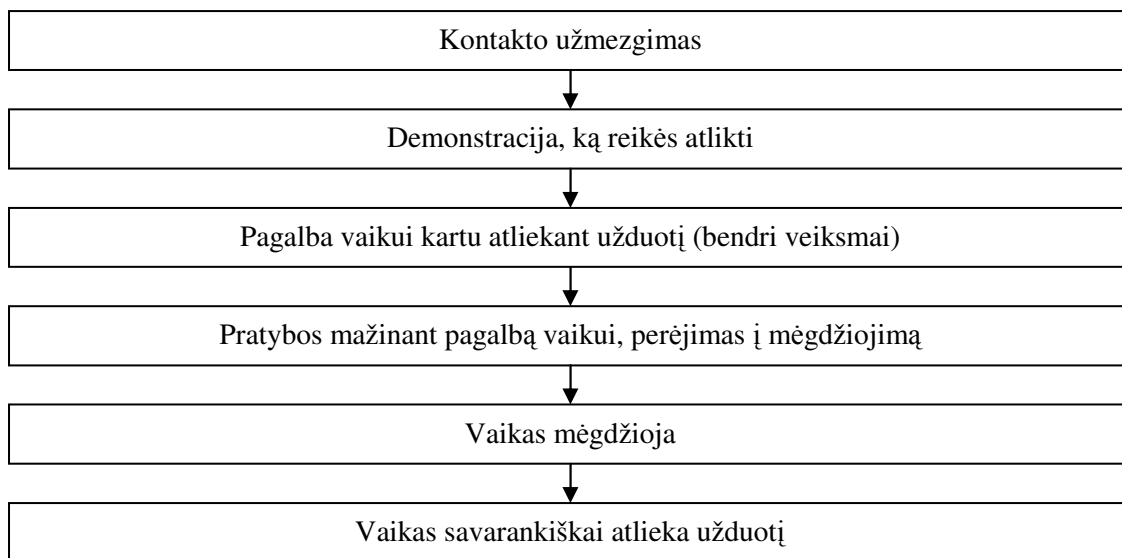 Kontakto užmezgimas
Demonstracija, ką reikės atlikti
Pagalba vaikui kartu atliekant užduotį (bendri veiksmai)
Pratybos mažinant pagalbą vaikui, perėjimas į mėgdžiojimą
Vaikas mėgdžioja
Vaikas savarankiškai atlieka užduotį